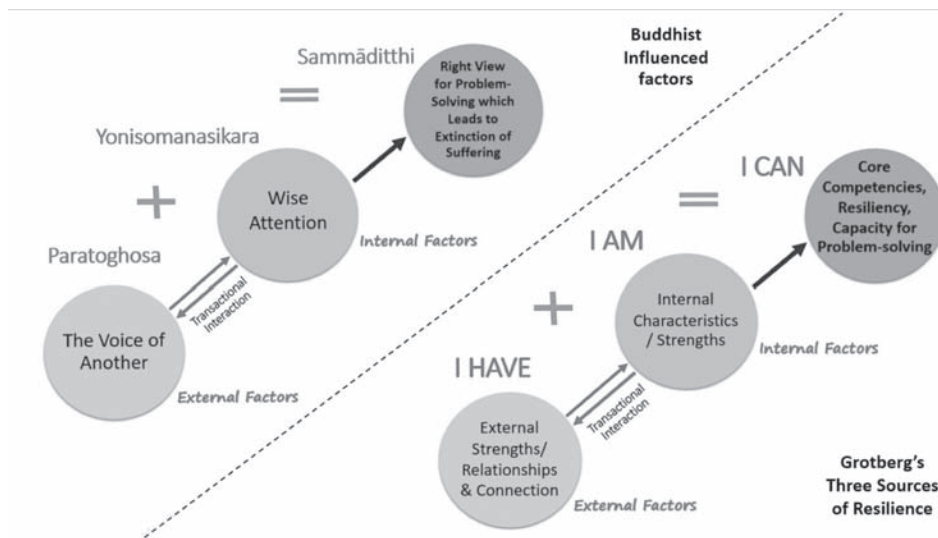 Buddhist
Influenced
factors
Sammāditthi
=
Right View
for Problem-
Solving which
Leads to
Extinction of
Suffering
Yonisomanasikara
+
Wise
Attention
Internal Factors
Paratoghosa
Transactional
Interaction
The Voice of
Another
External Factors
I CAN
=
Core
Competencies,
Resiliency,
Capacity for
Problem-solving
I AM
+
Internal
Characteristics
/ Strengths
Internal Factors
I HAVE
Transactional
Interaction
External
Strengths/
Relationships
& Connection
External Factors
Grotberg's
Three Sources
of Resilience